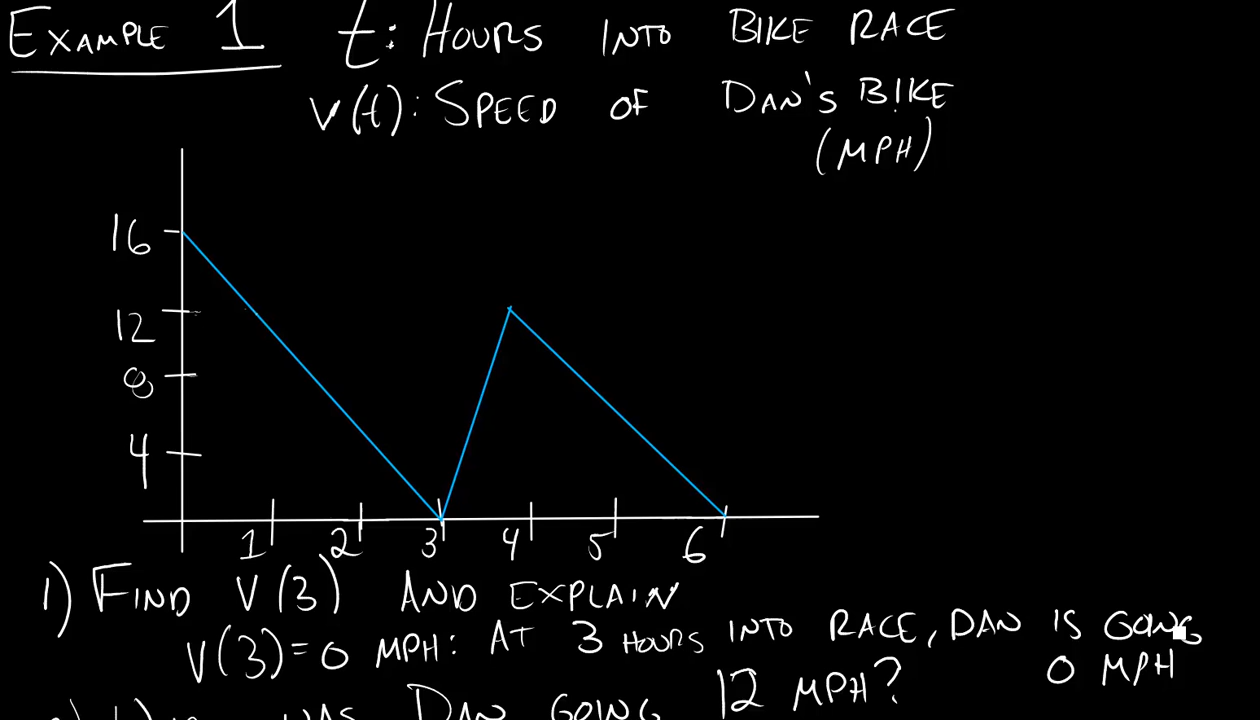 EXAMPLE 1 t: HOURS INTO BIKE RACE
v(t): SPEED OF DAN'S BIKE
(MPH)
16
12
8
4
1 2 3 4 5 6
1) FIND V(3) AND EXPLAIN
V(3)=0 MPH: AT 3 HOURS INTO RACE, DAN IS GOING
0 MPH
WAS DAN GOING 12 MPH?